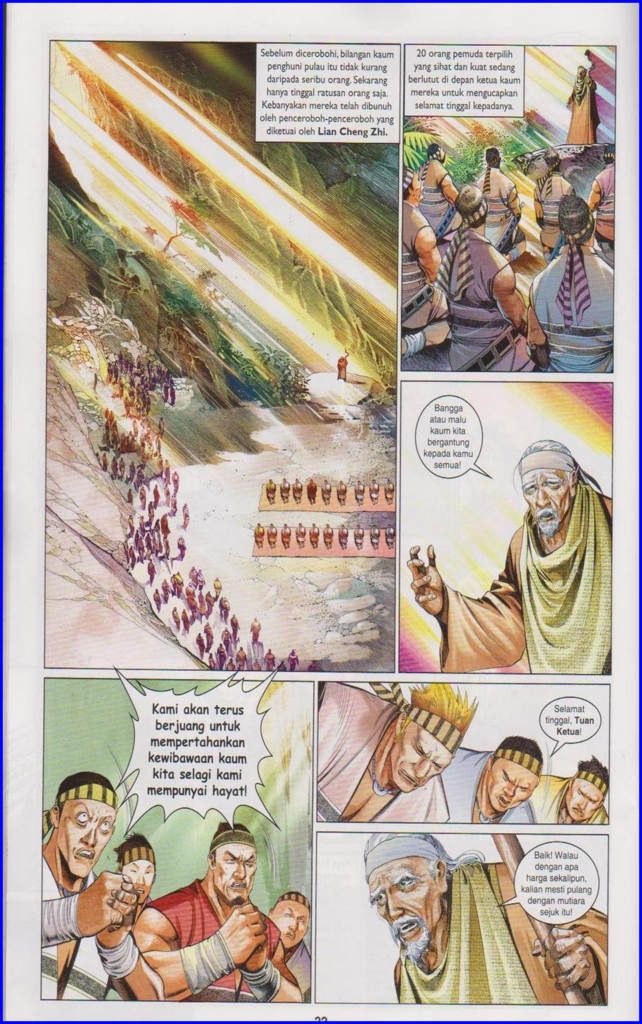 Sebelum dicerobohi, bilangan kaum
penghuni pulau itu tidak kurang
daripada seribu orang. Sekarang
hanya tinggal ratusan orang saja.
Kebanyakan mereka telah dibunuh
oleh penceroboh-penceroboh yang
diketuai oleh Lian Cheng Zhi.
20 orang pemuda terpilih
yang sihat dan kuat sedang
berlutut di depan ketua kaum
mereka untuk mengucapkan
selamat tinggal kepadanya.
Bangga
atau malu
kaum kita
bergantung
kepada kamu
semua!
Kami akan terus
berjuang untuk
mempertahankan
kewibawaan kaum
kita selagi kami
mempunyai hayat!
Selamat
tinggal, Tuan
Ketua!
Baik! Walau
dengan apa
harga sekalipun,
kalian mesti pulang
dengan mutiara
sejuk itu!